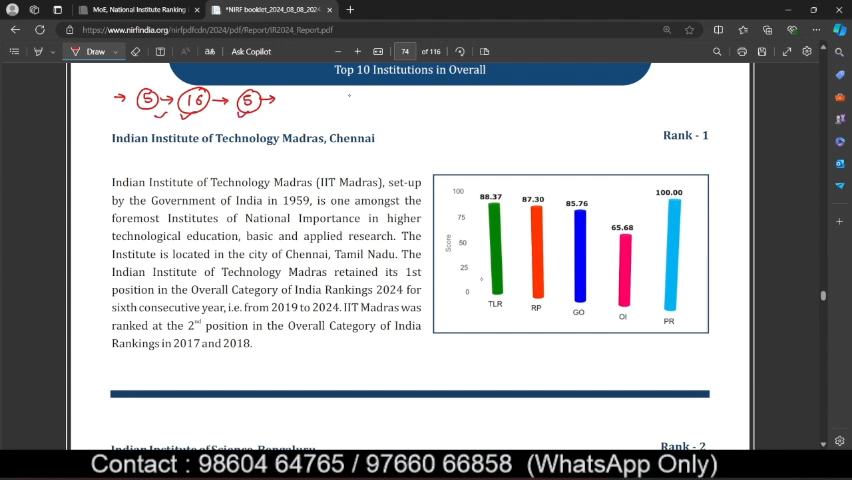 MoE, National Institute Ranking
*NIRF booklet_2024_08_08_2024
https://www.nirfindia.org/nirfpdfcdn/2024/pdf/Report/IR2024_Report.pdf
Draw
Ask Copilot
74 of 116
Top 10 Institutions in Overall
→ 5 → 16 → 5 →
Indian Institute of Technology Madras, Chennai
Rank - 1
Indian Institute of Technology Madras (IIT Madras), set-up
by the Government of India in 1959, is one amongst the
foremost Institutes of National Importance in higher
technological education, basic and applied research. The
Institute is located in the city of Chennai, Tamil Nadu. The
Indian Institute of Technology Madras retained its 1st
position in the Overall Category of India Rankings 2024 for
sixth consecutive year, i.e. from 2019 to 2024. IIT Madras was
ranked at the 2nd position in the Overall Category of India
Rankings in 2017 and 2018.
Score
100
75
50
25
0
88.37
87.30
85.76
65.68
100.00
TLR
RP
GO
OI
PR
Indian Institute of Science, Bengaluru
Rank - 2
Contact : 98604 64765 / 97660 66858 (WhatsApp Only)